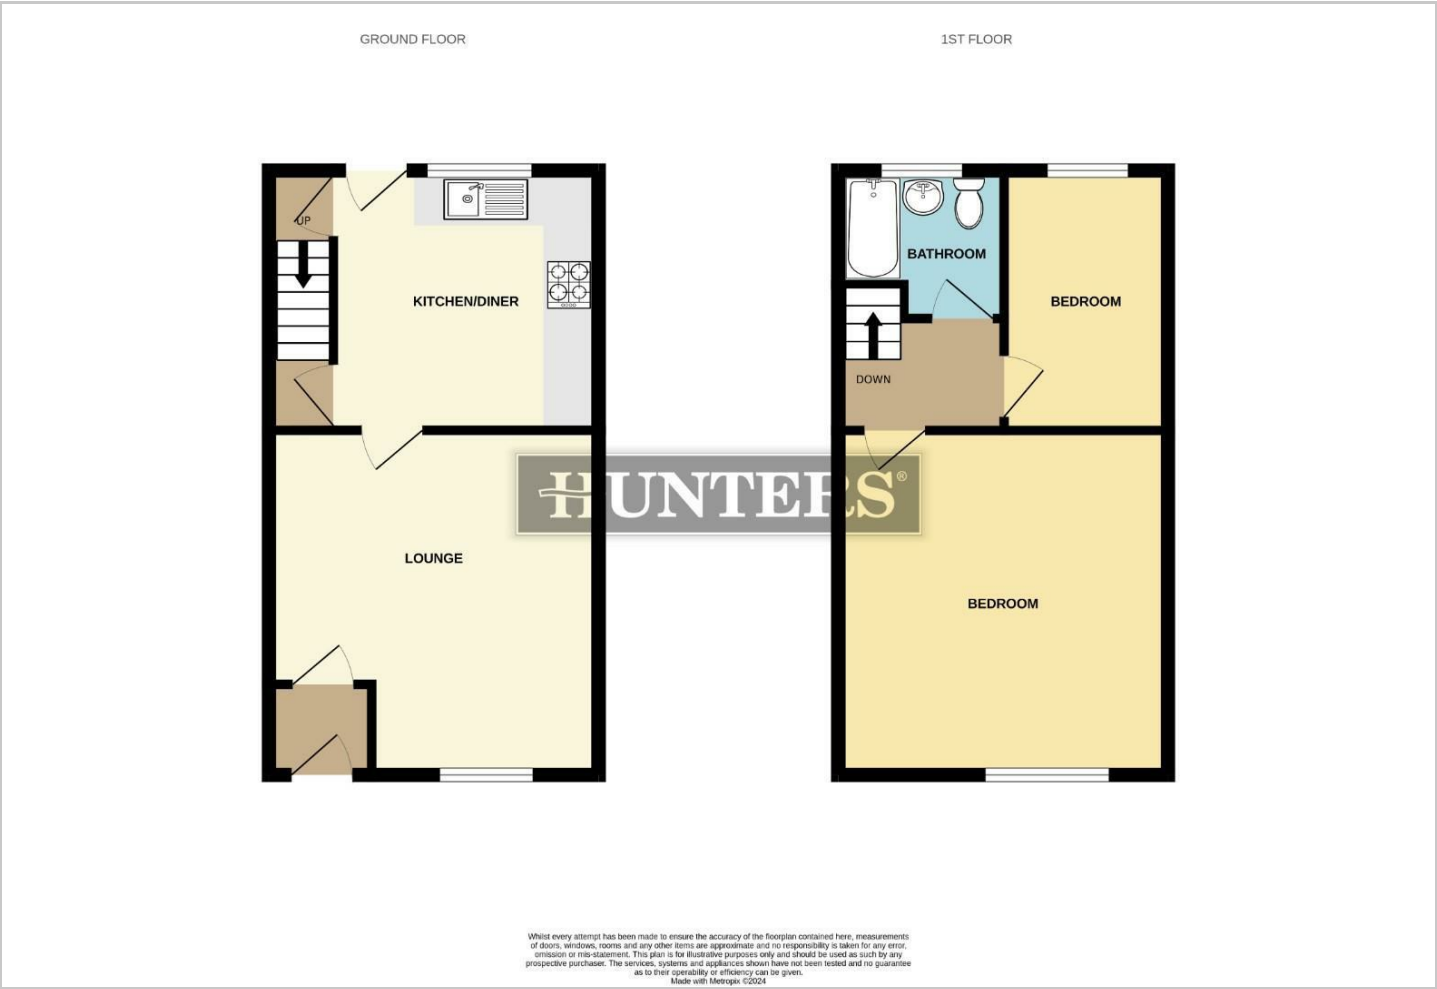 GROUND FLOOR
1ST FLOOR
UP
KITCHEN/DINER
LOUNGE
BATHROOM
BEDROOM
DOWN
BEDROOM
HUNTERS®
Whilst every attempt has been made to ensure the accuracy of the floorplan contained here, measurements
of doors, windows, rooms and any other items are approximate and no responsibility is taken for any error,
omission or mis-statement. This plan is for illustrative purposes only and should be used as such by any
prospective purchaser. The services, systems and appliances shown have not been tested and no guarantee
as to their operability or efficiency can be given.
Made with Metropix ©2024